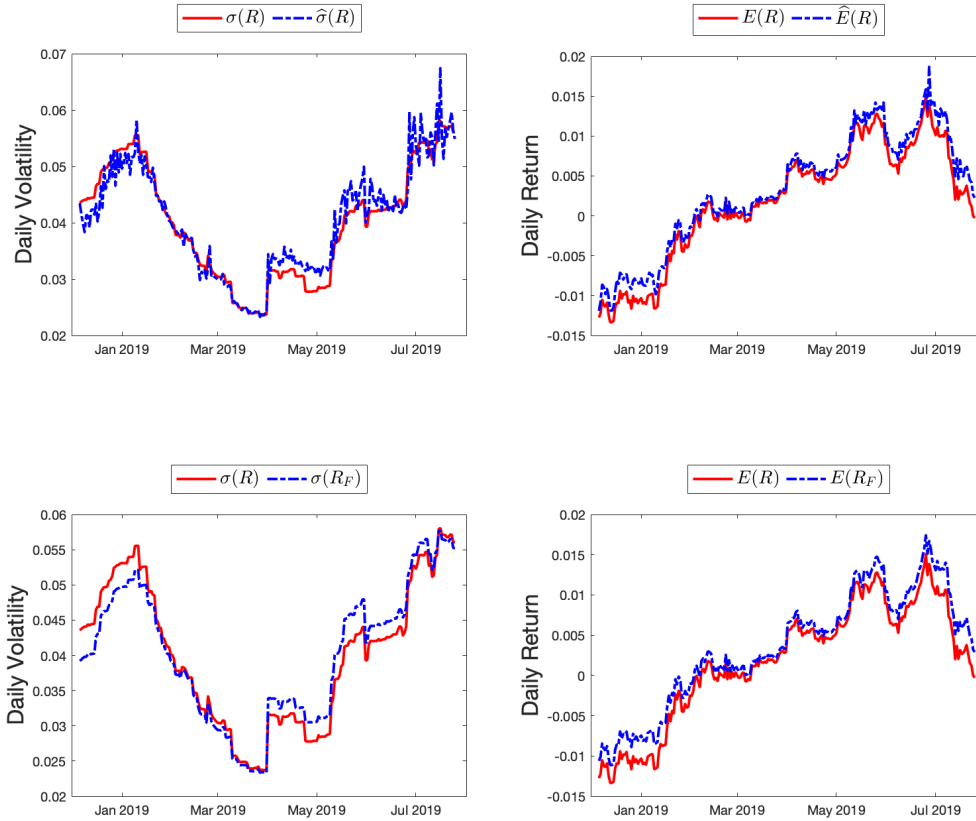 σ(R) σ̂(R)
Daily Volatility
0.07
0.06
0.05
0.04
0.03
0.02
Jan 2019 Mar 2019 May 2019 Jul 2019
E(R) Ê(R)
Daily Return
0.02
0.015
0.01
0.005
0
-0.005
-0.01
-0.015
Jan 2019 Mar 2019 May 2019 Jul 2019
σ(R) σ(R_F)
Daily Volatility
0.06
0.055
0.05
0.045
0.04
0.035
0.03
0.025
0.02
Jan 2019 Mar 2019 May 2019 Jul 2019
E(R) E(R_F)
Daily Return
0.02
0.015
0.01
0.005
0
-0.005
-0.01
-0.015
Jan 2019 Mar 2019 May 2019 Jul 2019